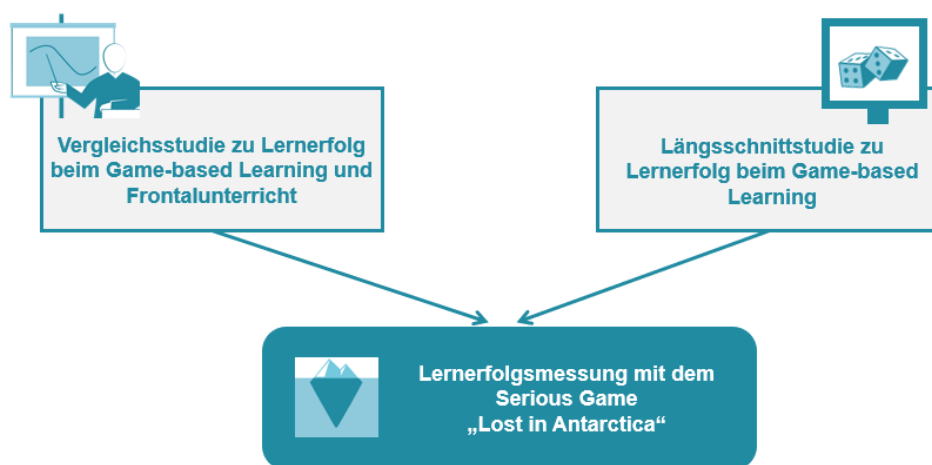 Vergleichsstudie zu Lernerfolg
beim Game-based Learning und
Frontalunterricht
Längsschnittstudie zu
Lernerfolg beim Game-based
Learning
Lernerfolgsmessung mit dem
Serious Game
„Lost in Antarctica“